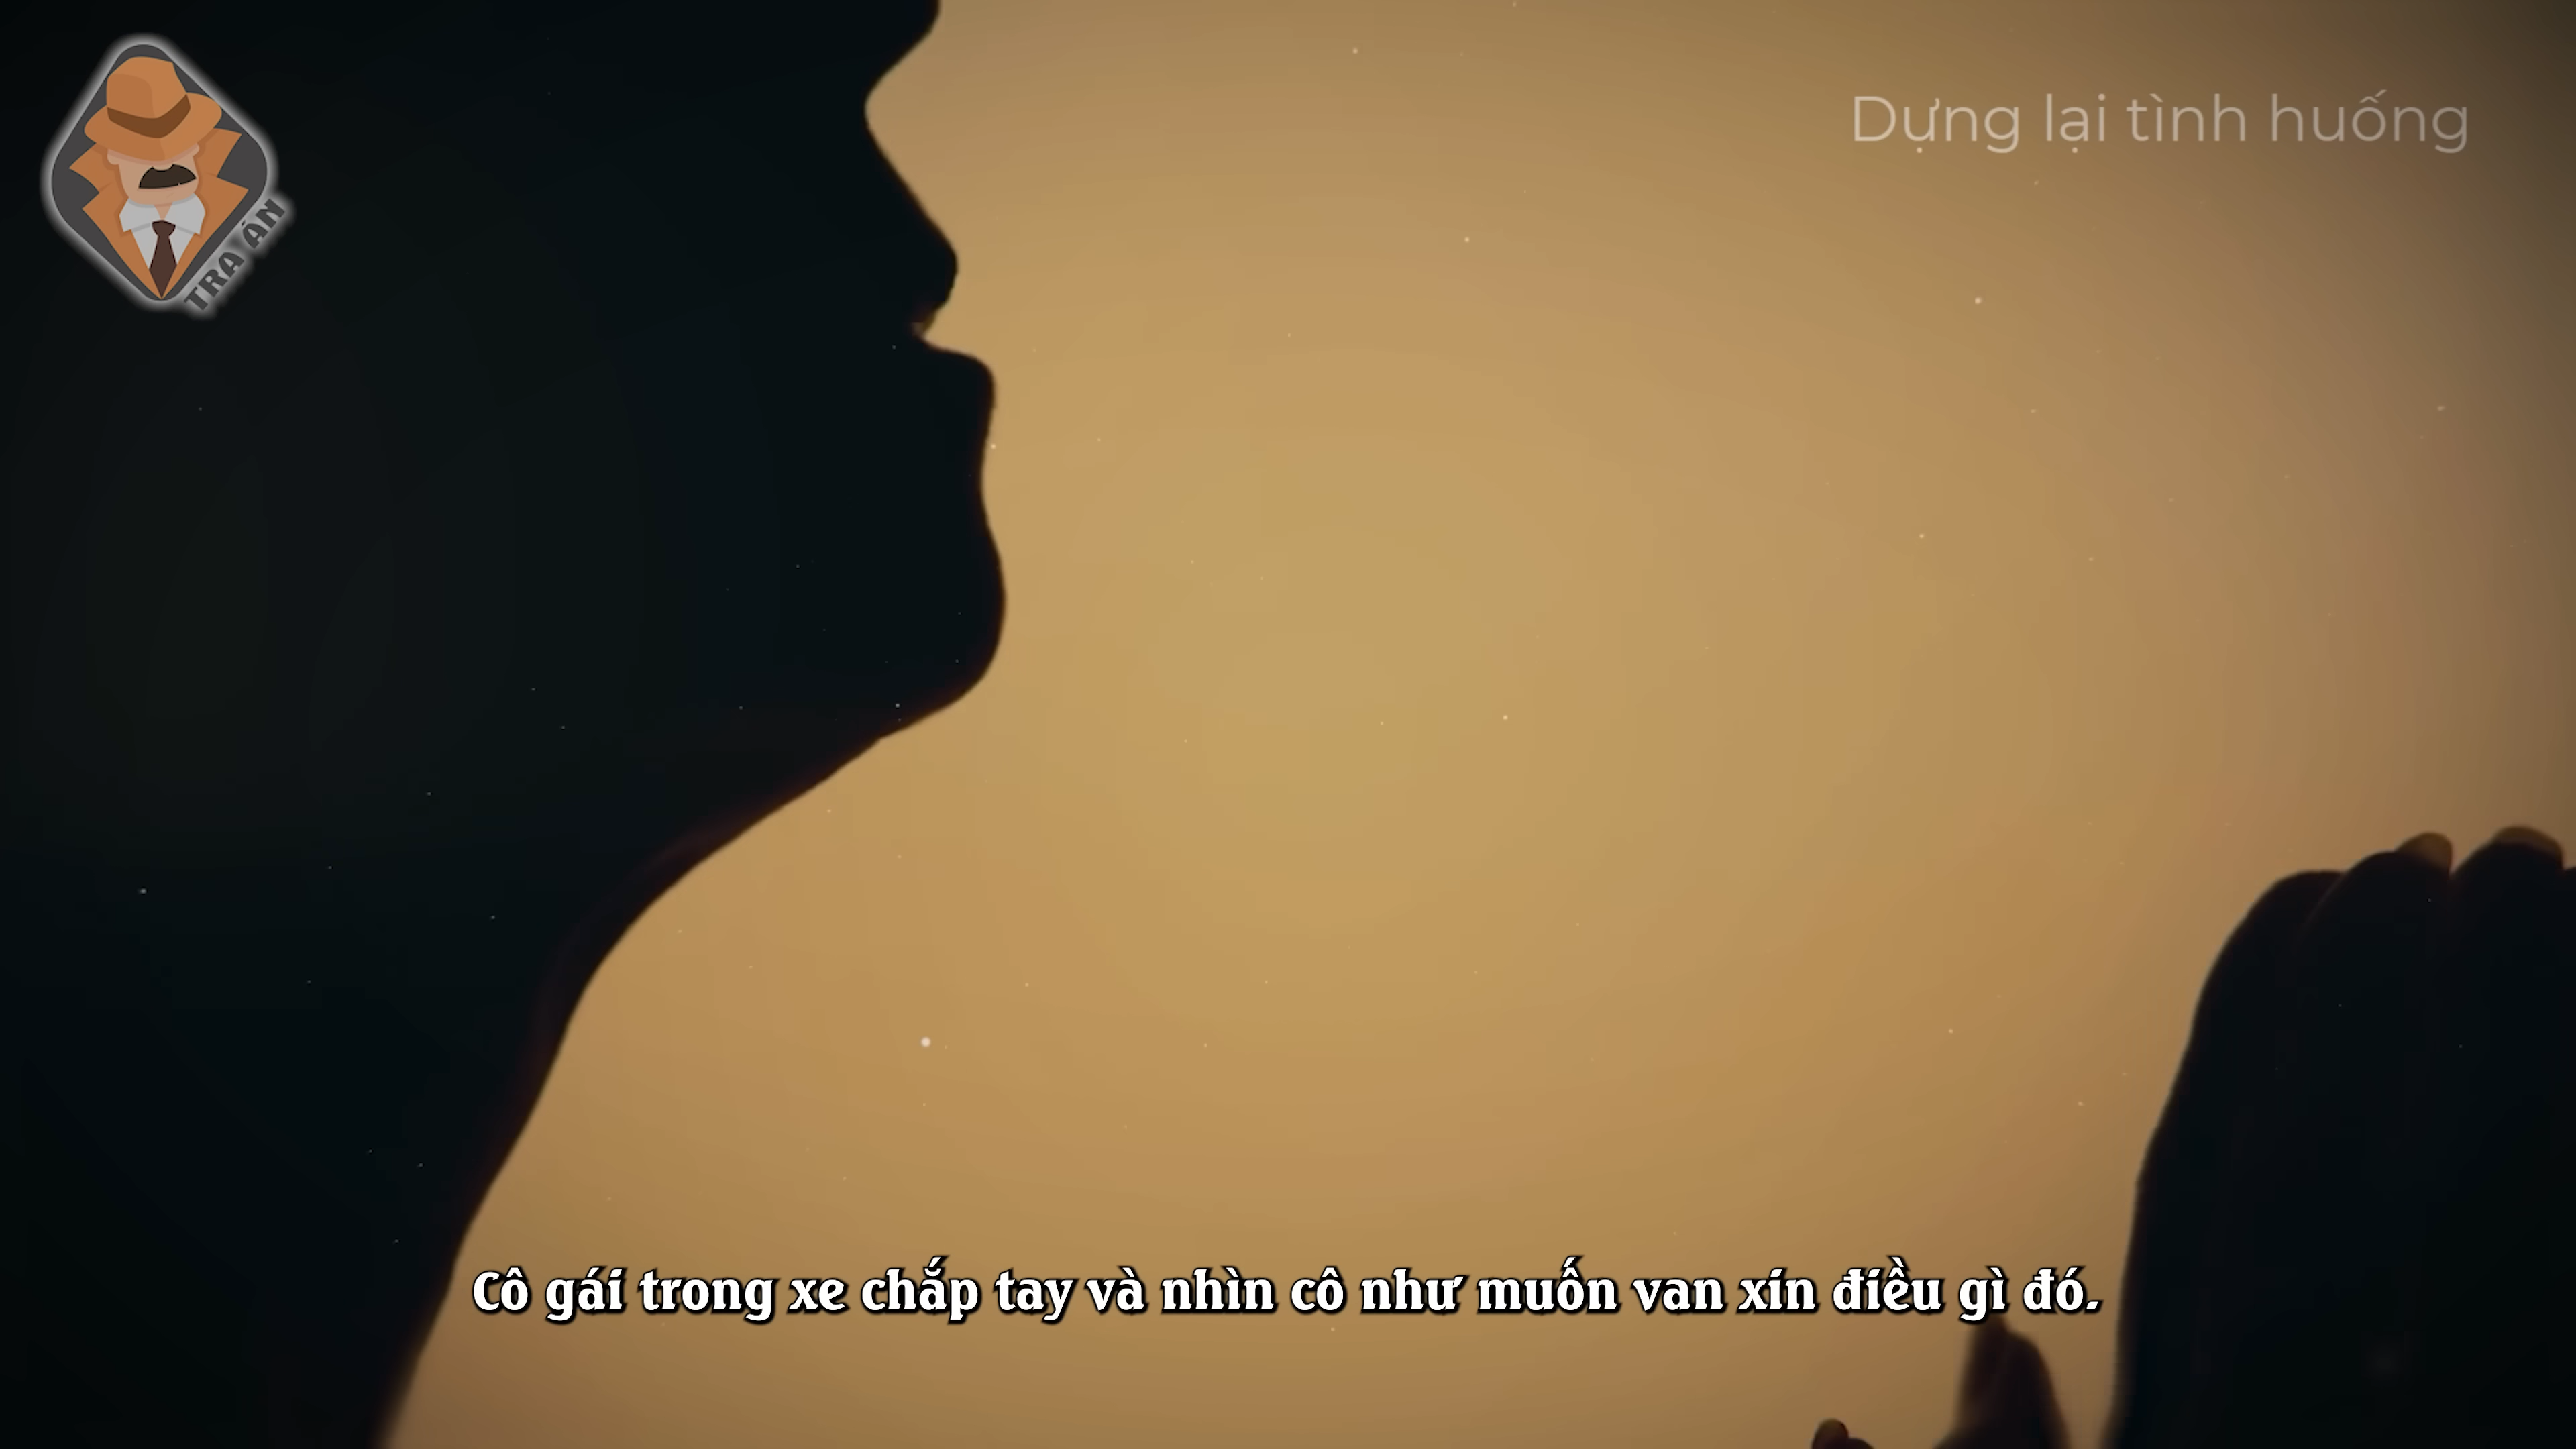 Dựng lại tình huống
TRA ÁN
Cô gái trong xe chắp tay và nhìn cô như muốn van xin điều gì đó.